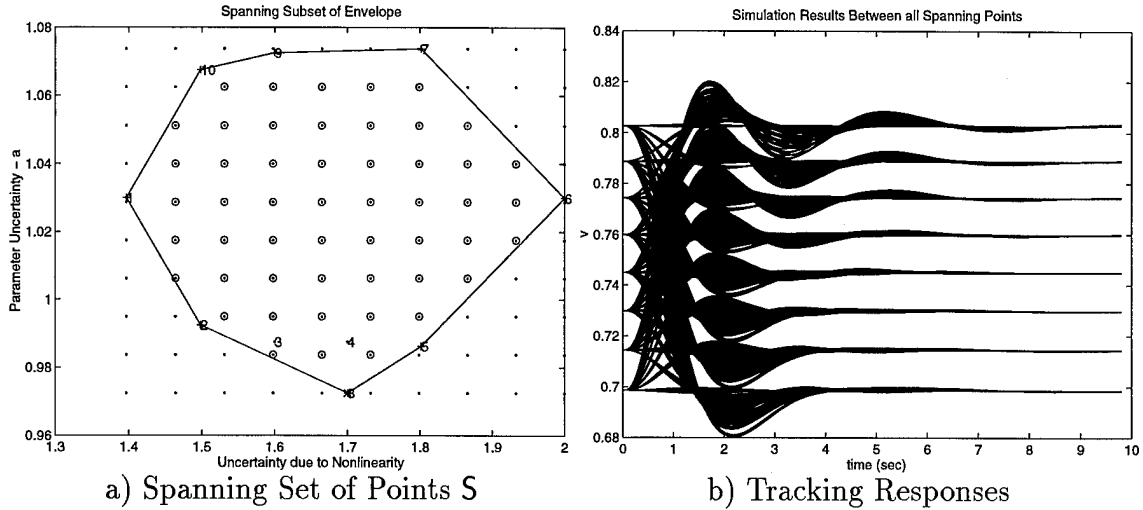 Spanning Subset of Envelope
1.08
1.06
1.04
1.02
1
0.98
0.96
Parameter Uncertainty – a
10
9
7
6
2
3
4
5
8
1.3 1.4 1.5 1.6 1.7 1.8 1.9 2
Uncertainty due to Nonlinearity
a) Spanning Set of Points S
Simulation Results Between all Spanning Points
0.84
0.82
0.8
0.78
0.76
0.74
0.72
0.7
0.68
v
0 1 2 3 4 5 6 7 8 9 10
time (sec)
b) Tracking Responses